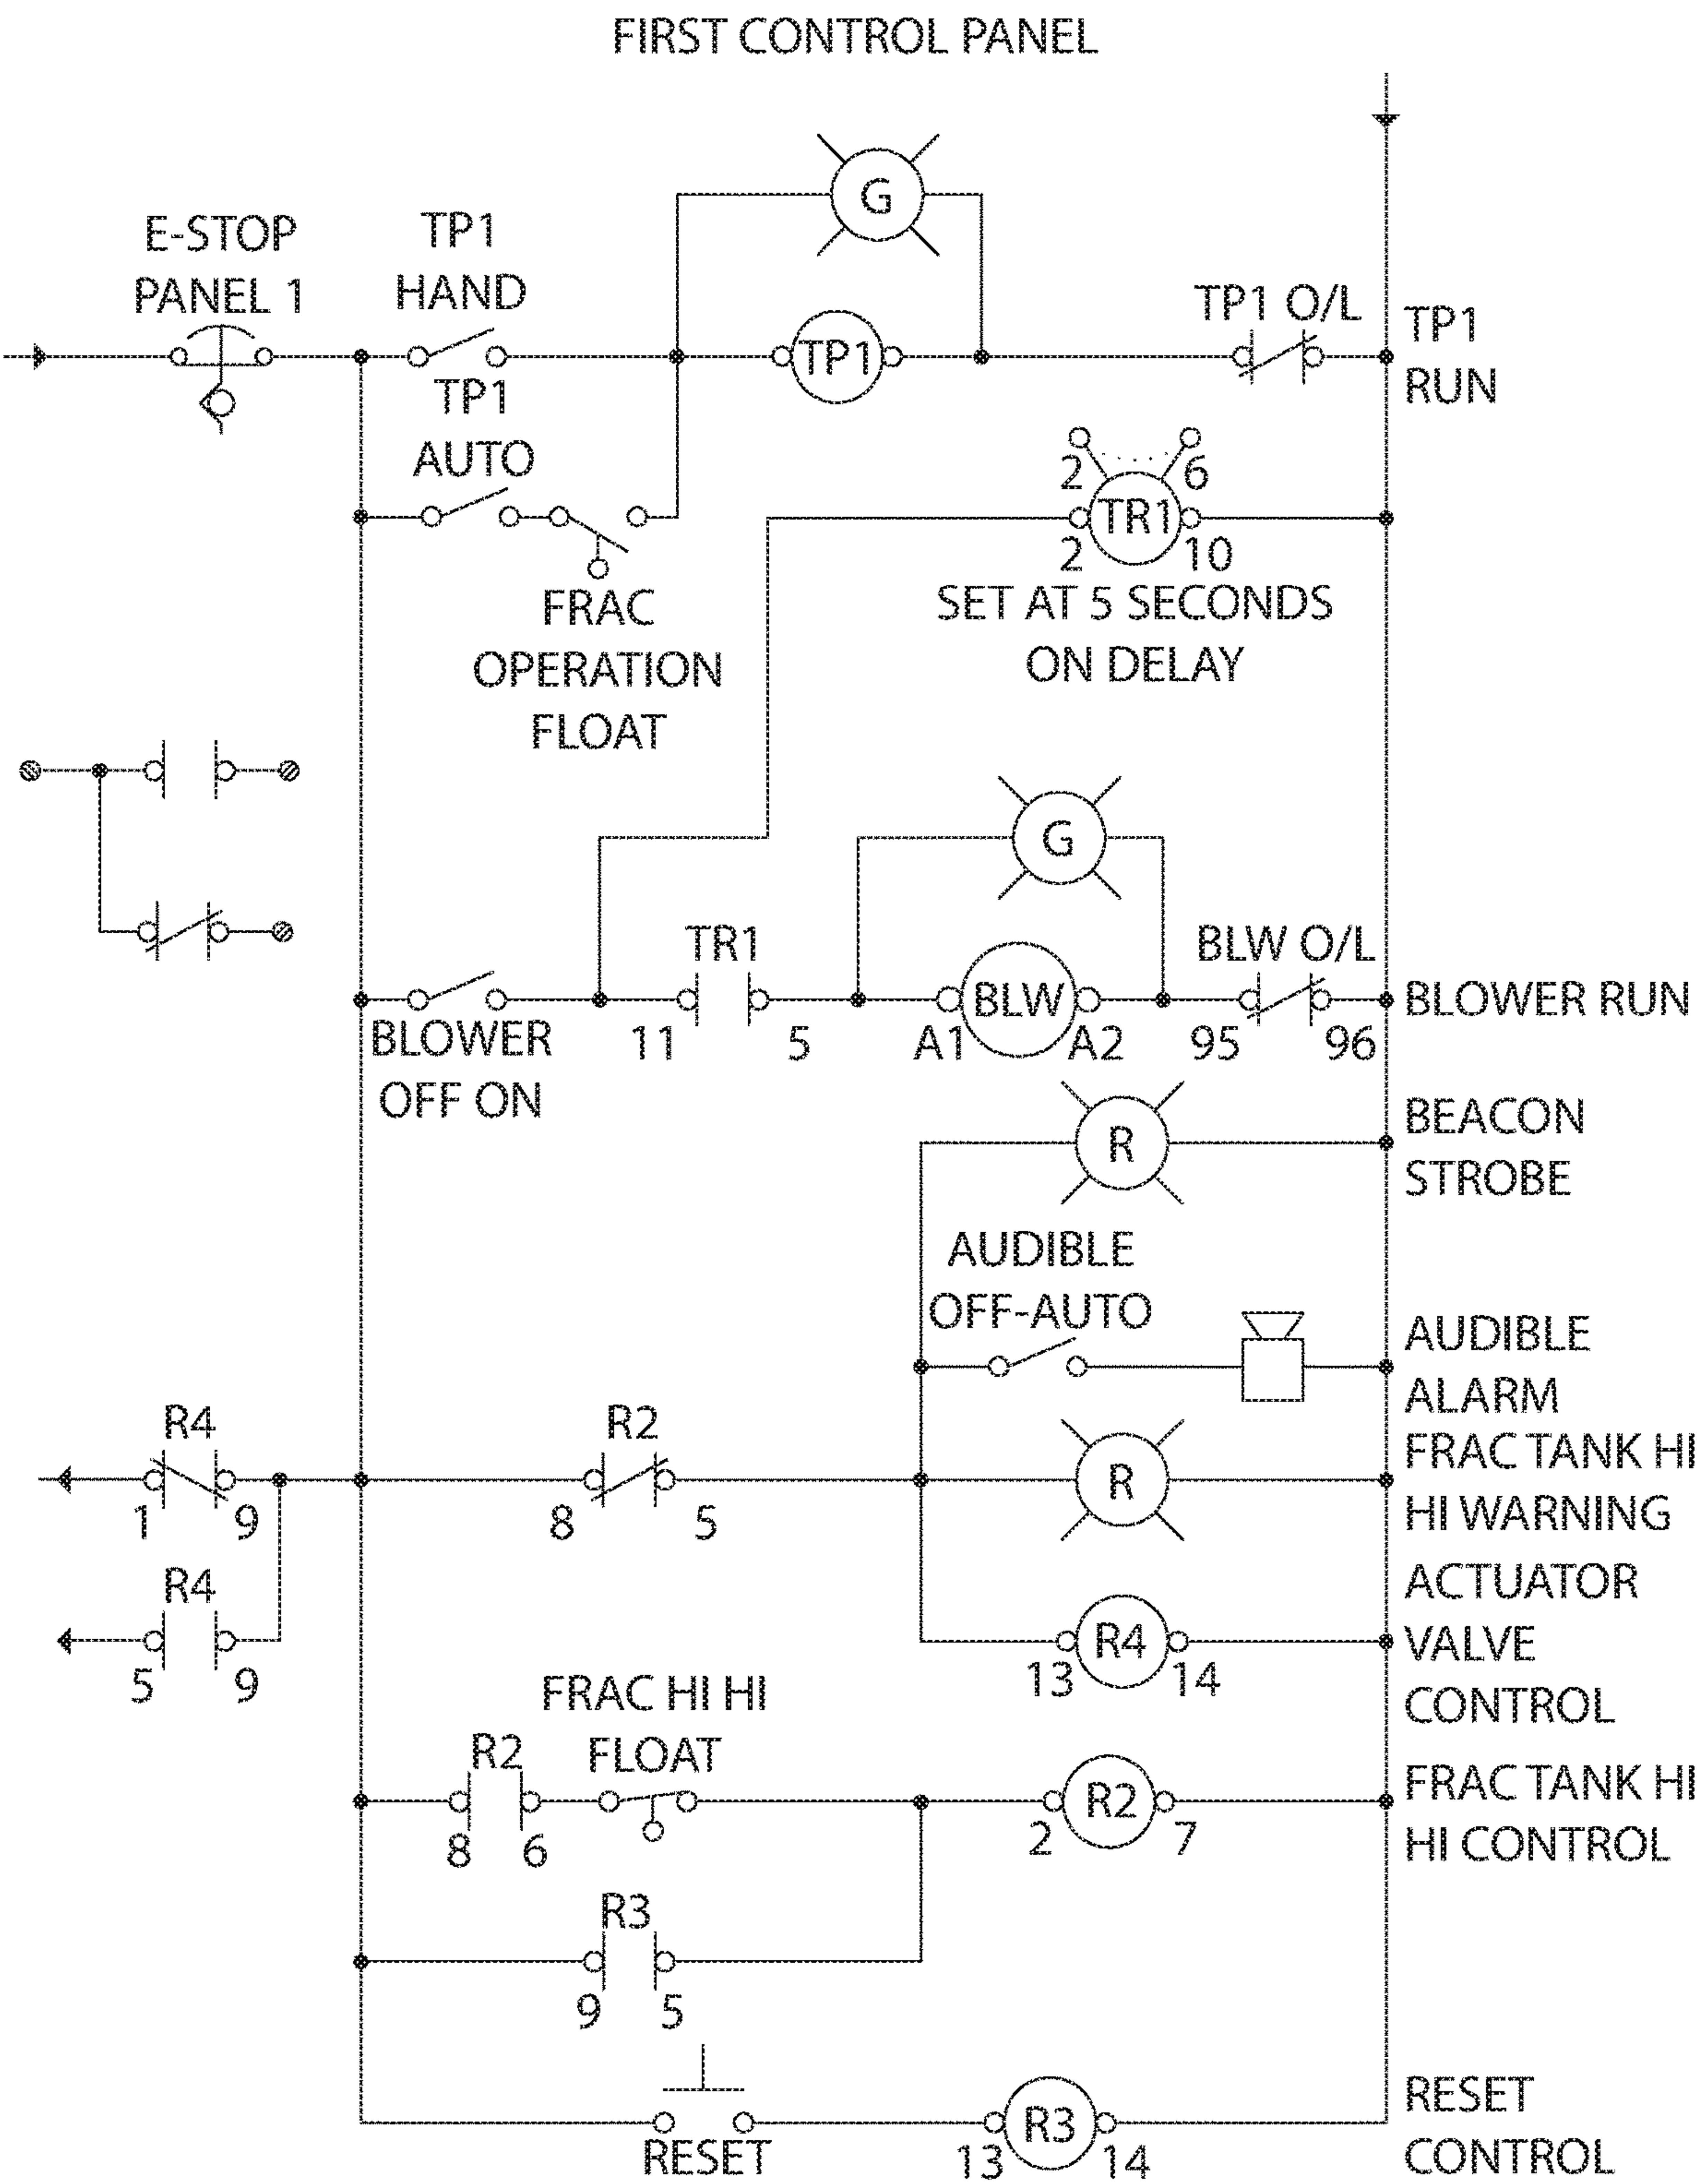 FIRST CONTROL PANEL
G
E-STOP
PANEL 1
TP1
HAND
TP1
TP1 O/L
TP1
RUN
TP1
AUTO
2
6
TR1
2
10
SET AT 5 SECONDS
ON DELAY
FRAC
OPERATION
FLOAT
G
TR1
BLW
BLW O/L
BLOWER RUN
BLOWER
OFF ON
11
5
A1
A2
95
96
R
BEACON
STROBE
AUDIBLE
OFF-AUTO
AUDIBLE
ALARM
R4
1
9
R2
8
5
R
FRAC TANK HI
HI WARNING
R4
5
9
R4
13
14
ACTUATOR
VALVE
CONTROL
FRAC HI HI
FLOAT
R2
8
6
R2
2
7
FRAC TANK HI
HI CONTROL
R3
9
5
RESET
R3
13
14
RESET
CONTROL